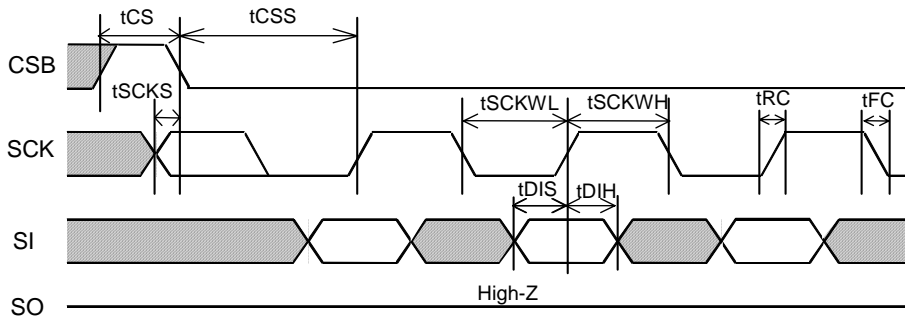 tCS
tCSS
CSB
tSCKS
tSCKWL
tSCKWH
tRC
tFC
SCK
tDIS
tDIH
SI
High-Z
SO